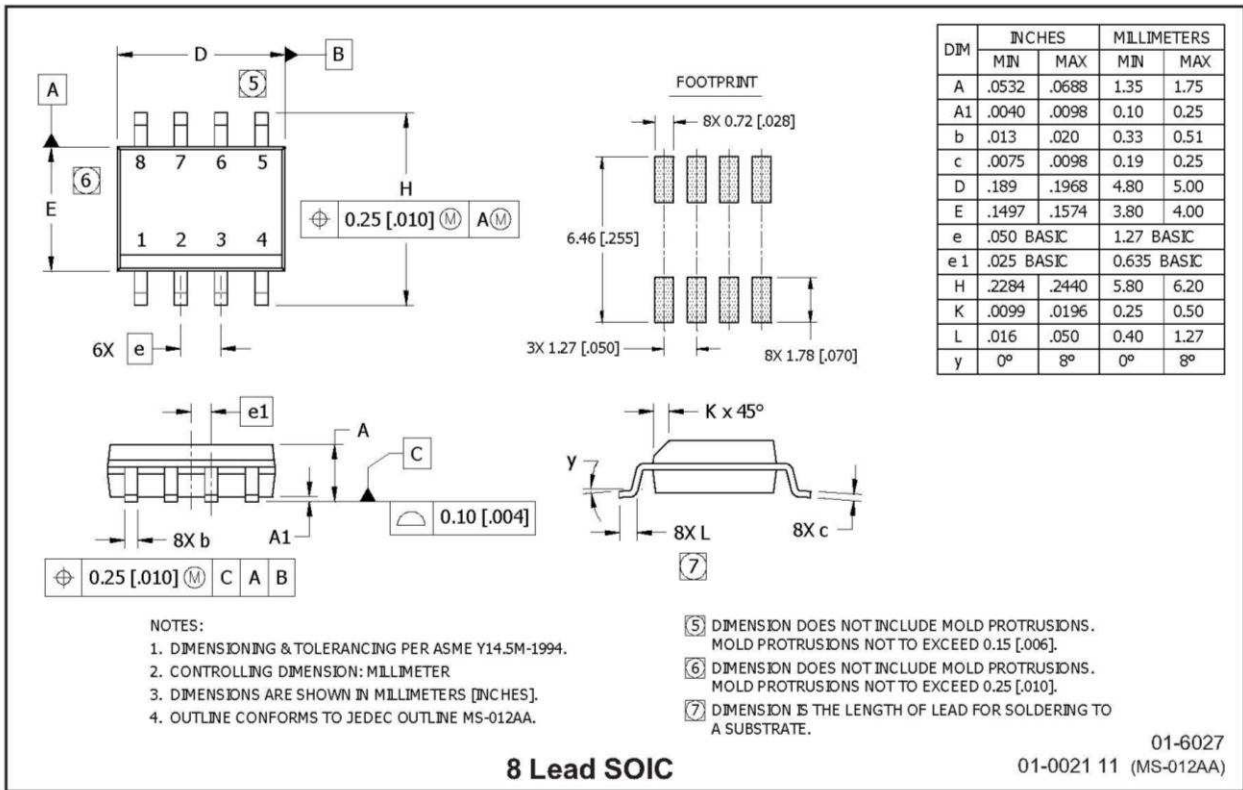 D
B
5
A
8 7 6 5
6
E
H
0.25 [.010] M A M
1 2 3 4
6X e
FOOTPRINT
8X 0.72 [.028]
6.46 [.255]
3X 1.27 [.050]
8X 1.78 [.070]
DIM INCHES MILLIMETERS
MIN MAX MIN MAX
A .0532 .0688 1.35 1.75
A1 .0040 .0098 0.10 0.25
b .013 .020 0.33 0.51
c .0075 .0098 0.19 0.25
D .189 .1968 4.80 5.00
E .1497 .1574 3.80 4.00
e .050 BASIC 1.27 BASIC
e 1 .025 BASIC 0.635 BASIC
H .2284 .2440 5.80 6.20
K .0099 .0196 0.25 0.50
L .016 .050 0.40 1.27
y 0° 8° 0° 8°
e1
A
C
0.10 [.004]
8X b
A1
0.25 [.010] M C A B
K x 45°
y
8X L
8X c
7
NOTES:
1. DIMENSIONING & TOLERANCING PER ASME Y14.5M-1994.
2. CONTROLLING DIMENSION: MILLIMETER
3. DIMENSIONS ARE SHOWN IN MILLIMETERS [INCHES].
4. OUTLINE CONFORMS TO JEDEC OUTLINE MS-012AA.
5 DIMENSION DOES NOT INCLUDE MOLD PROTRUSIONS.
MOLD PROTRUSIONS NOT TO EXCEED 0.15 [.006].
6 DIMENSION DOES NOT INCLUDE MOLD PROTRUSIONS.
MOLD PROTRUSIONS NOT TO EXCEED 0.25 [.010].
7 DIMENSION IS THE LENGTH OF LEAD FOR SOLDERING TO
A SUBSTRATE.
8 Lead SOIC
01-6027
01-0021 11 (MS-012AA)